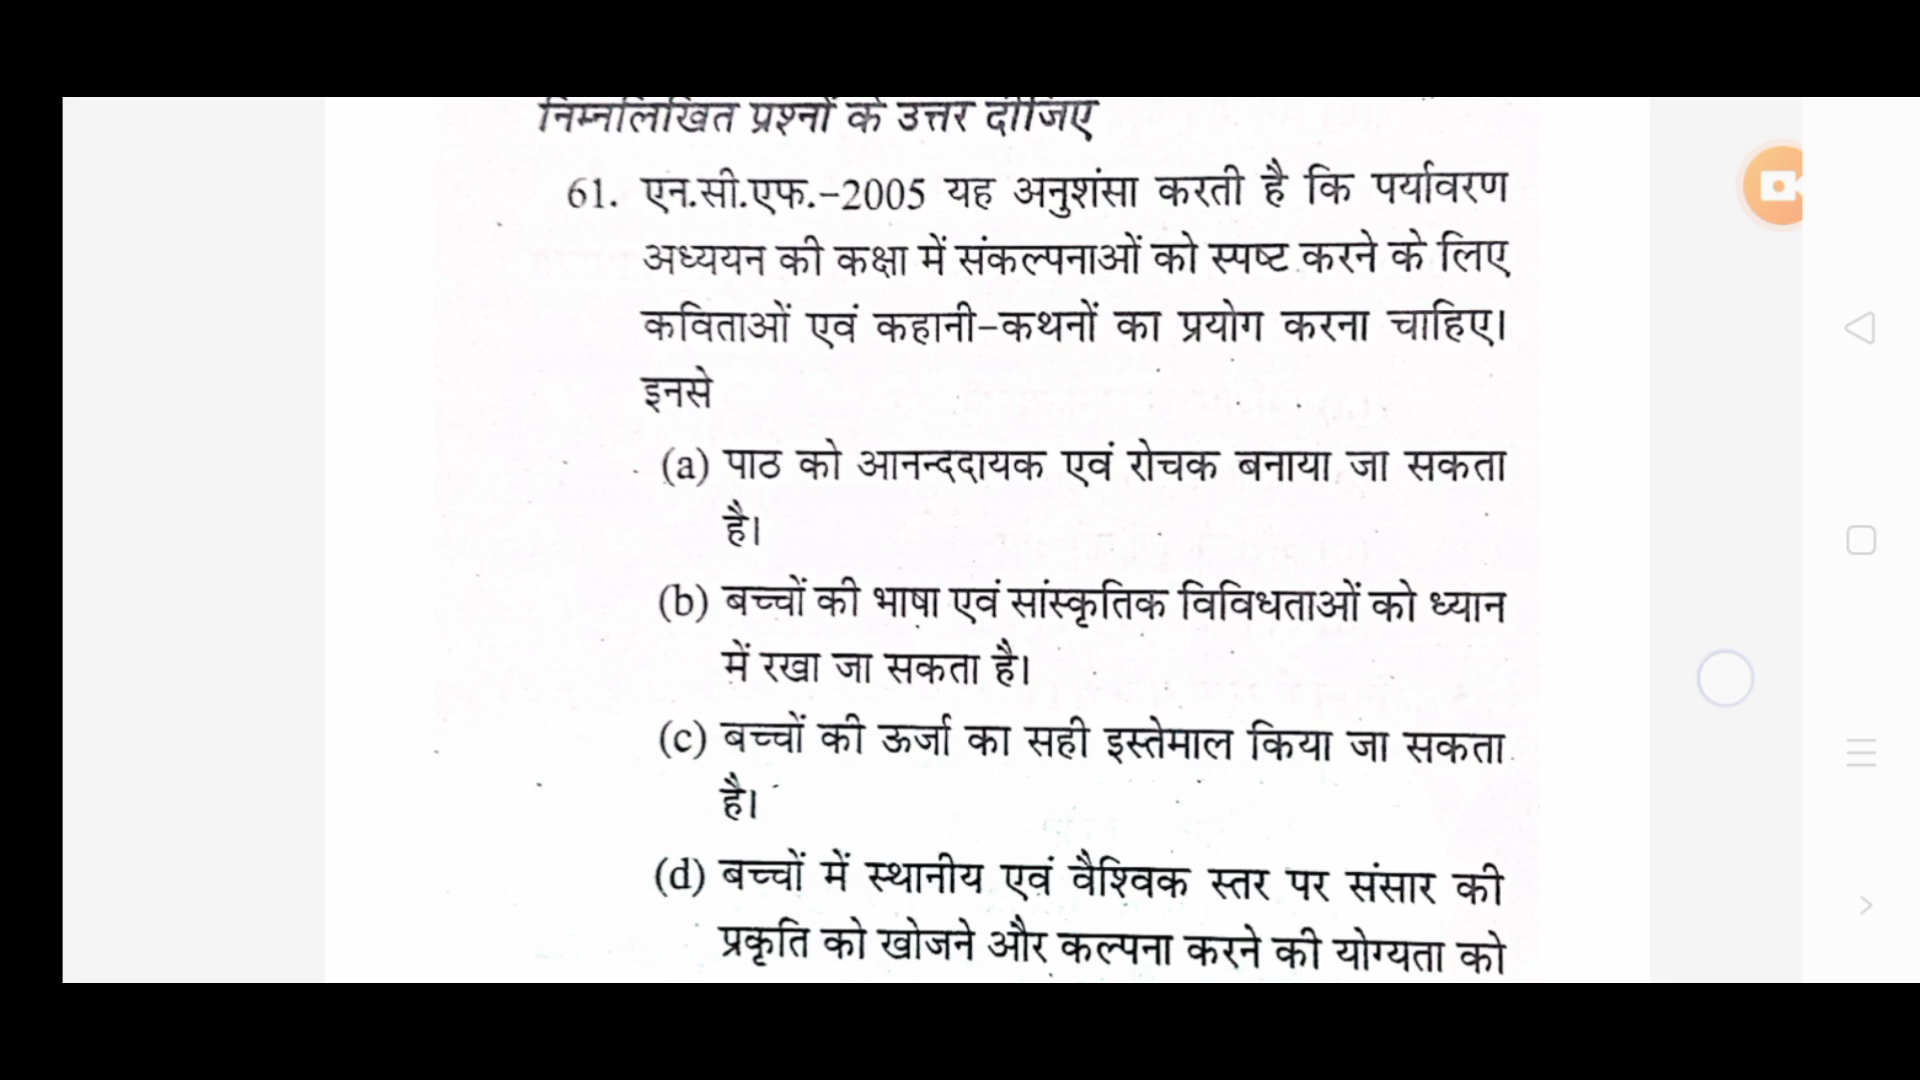 निम्नलिखित प्रश्नों के उत्तर दीजिए
61. एन.सी.एफ.-2005 यह अनुशंसा करती है कि पर्यावरण
अध्ययन की कक्षा में संकल्पनाओं को स्पष्ट करने के लिए
कविताओं एवं कहानी-कथनों का प्रयोग करना चाहिए।
इनसे
(a) पाठ को आनन्ददायक एवं रोचक बनाया जा सकता
है।
(b) बच्चों की भाषा एवं सांस्कृतिक विविधताओं को ध्यान
में रखा जा सकता है।
(c) बच्चों की ऊर्जा का सही इस्तेमाल किया जा सकता
है।
(d) बच्चों में स्थानीय एवं वैश्विक स्तर पर संसार की
प्रकृति को खोजने और कल्पना करने की योग्यता को